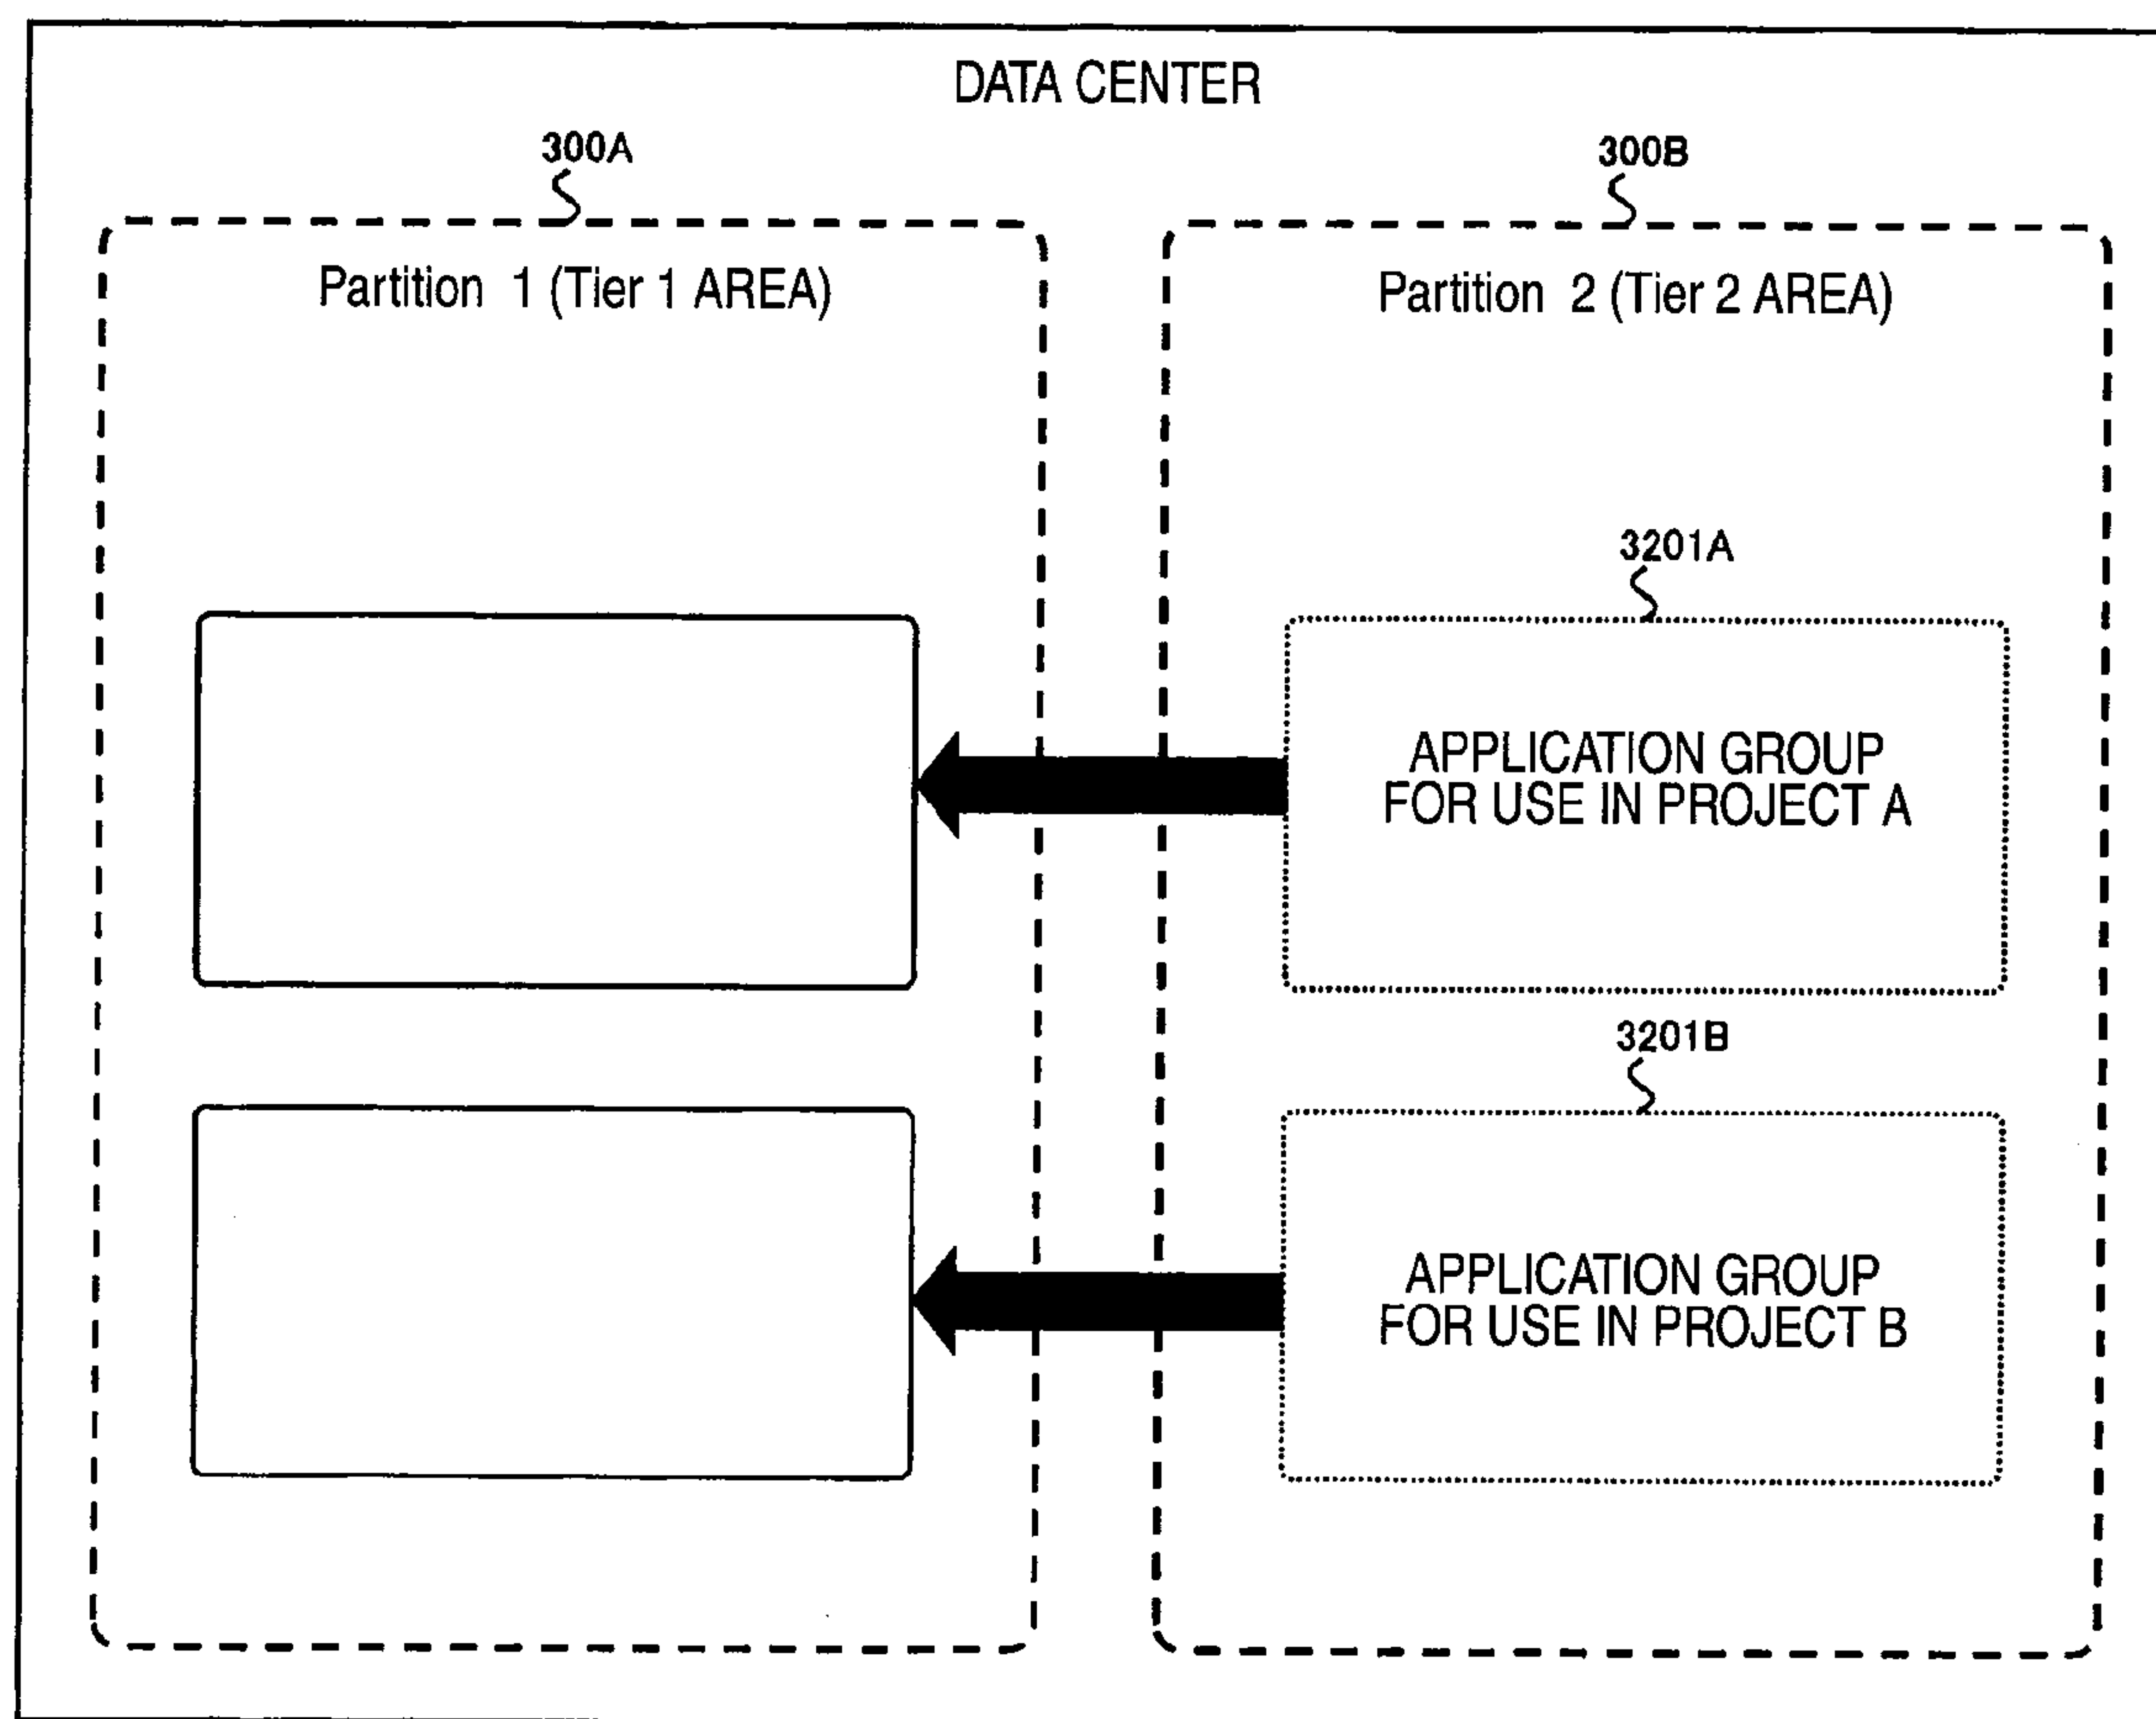 DATA CENTER
300A
300B
Partition 1 (Tier 1 AREA)
Partition 2 (Tier 2 AREA)
3201A
APPLICATION GROUP
FOR USE IN PROJECT A
3201B
APPLICATION GROUP
FOR USE IN PROJECT B